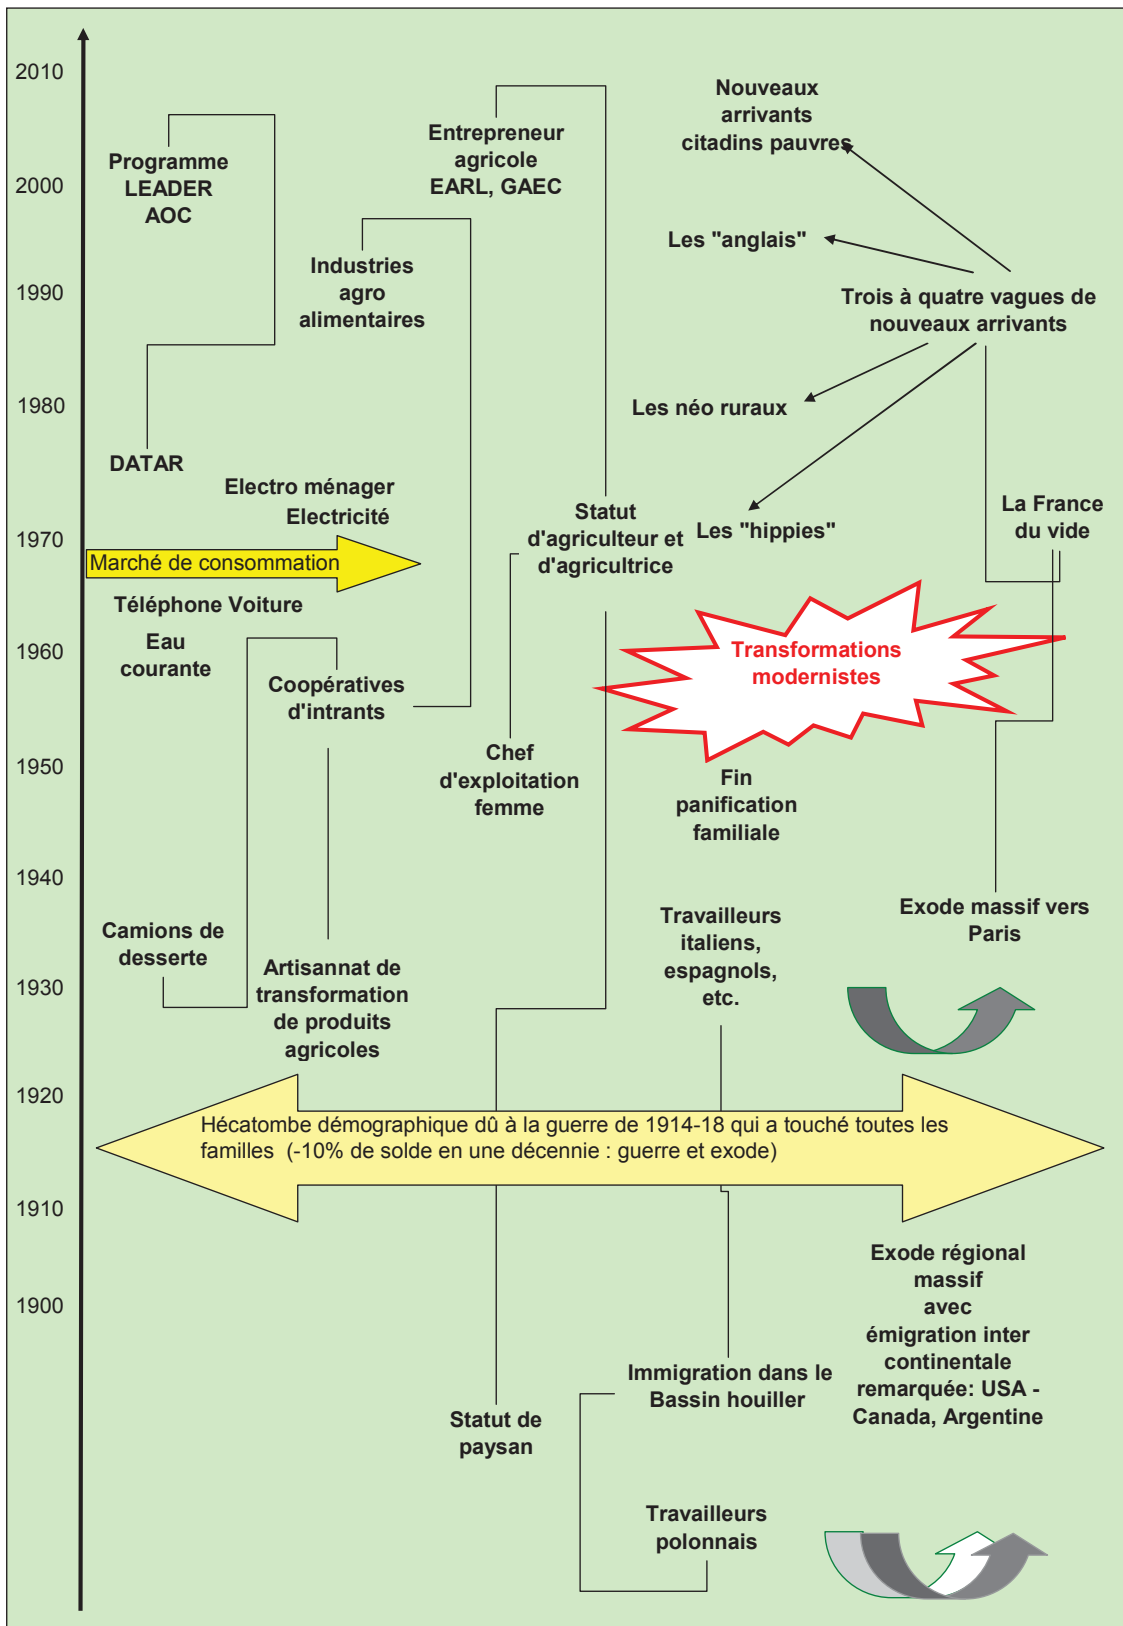 2010
2000
1990
1980
1970
1960
1950
1940
1930
1920
1910
1900
Programme
LEADER
AOC
DATAR
Entrepreneur
agricole
EARL, GAEC
Industries
agro
alimentaires
Nouveaux
arrivants
citadins pauvres
Les "anglais"
Trois à quatre vagues de
nouveaux arrivants
Les néo ruraux
Les "hippies"
La France
du vide
Electro ménager
Electricité
Marché de consommation
Téléphone Voiture
Eau
courante
Statut
d'agriculteur et
d'agricultrice
Transformations
modernistes
Coopératives
d'intrants
Chef
d'exploitation
femme
Fin
panification
familiale
Camions de
desserte
Artisannat de
transformation
de produits
agricoles
Travailleurs
italiens,
espagnols,
etc.
Exode massif vers
Paris
Hécatombe démographique dû à la guerre de 1914-18 qui a touché toutes les
familles (-10% de solde en une décennie : guerre et exode)
Exode régional
massif
avec
émigration inter
continentale
remarquée: USA -
Canada, Argentine
Immigration dans le
Bassin houiller
Statut de
paysan
Travailleurs
polonnais